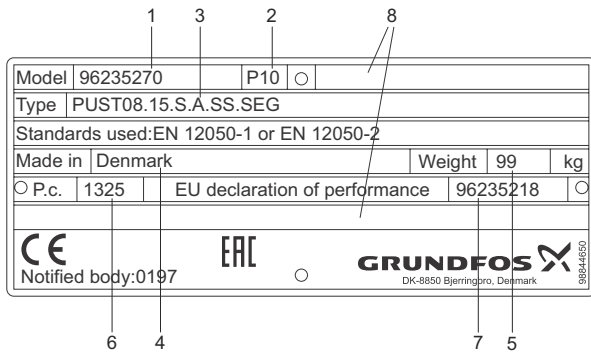 1 3 2 8
Model 96235270 P10
Type PUST08.15.S.A.SS.SEG
Standards used:EN 12050-1 or EN 12050-2
Made in Denmark Weight 99 kg
P.c. 1325 EU declaration of performance 96235218
CE EAC GRUNDFOS
Notified body:0197 DK-8850 Bjerringbro, Denmark
98844650
6 4 7 5